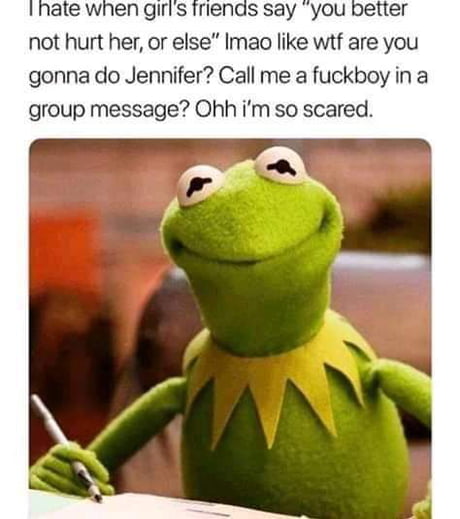 I hate when girl's friends say "you better
not hurt her, or else" lmao like wtf are you
gonna do Jennifer? Call me a fuckboy in a
group message? Ohh i'm so scared.